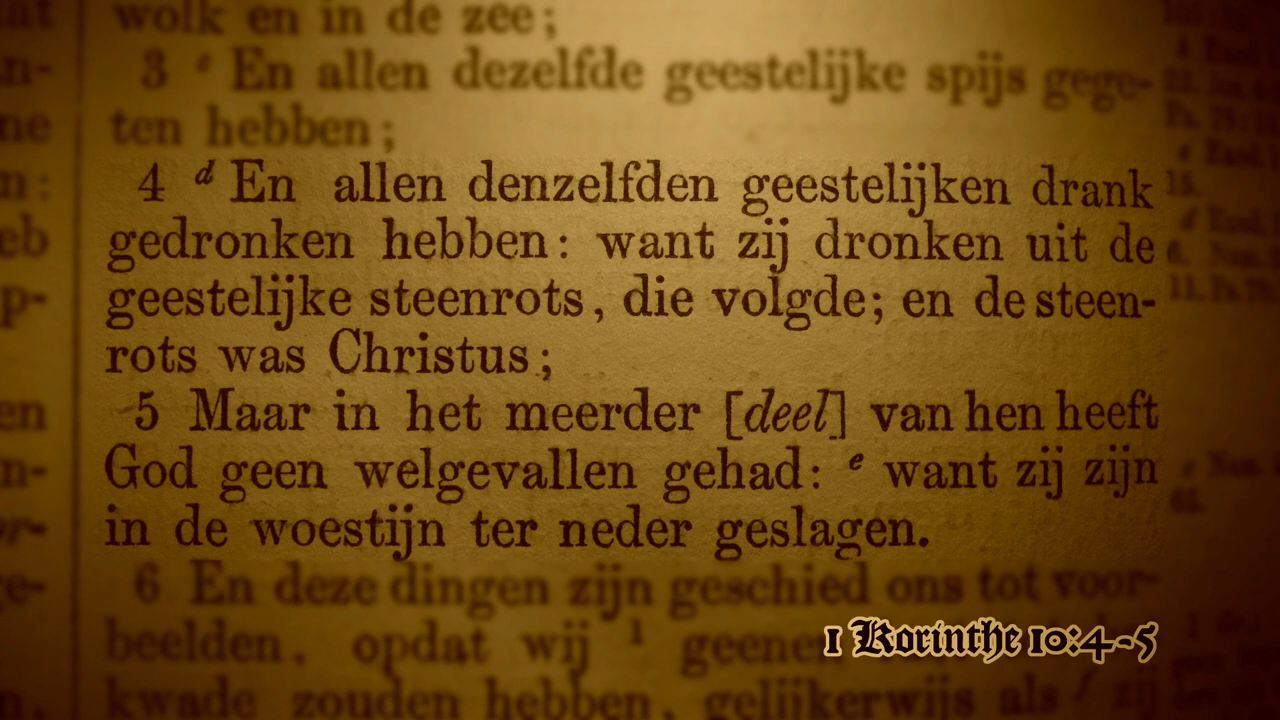 wolk en in de zee;
3 c En allen dezelfde geestelijke spijs gege-
ten hebben;
4 d En allen denzelfden geestelijken drank
gedronken hebben: want zij dronken uit de
geestelijke steenrots, die volgde; en de steen-
rots was Christus;
5 Maar in het meerder [deel] van hen heeft
God geen welgevallen gehad: e want zij zijn
in de woestijn ter neder geslagen.
6 En deze dingen zijn geschied ons tot voor-
beelden, opdat wij 1 geene
kwade zouden hebben, gelijkerwijs als f zij
1 Korinthe 10:4-5